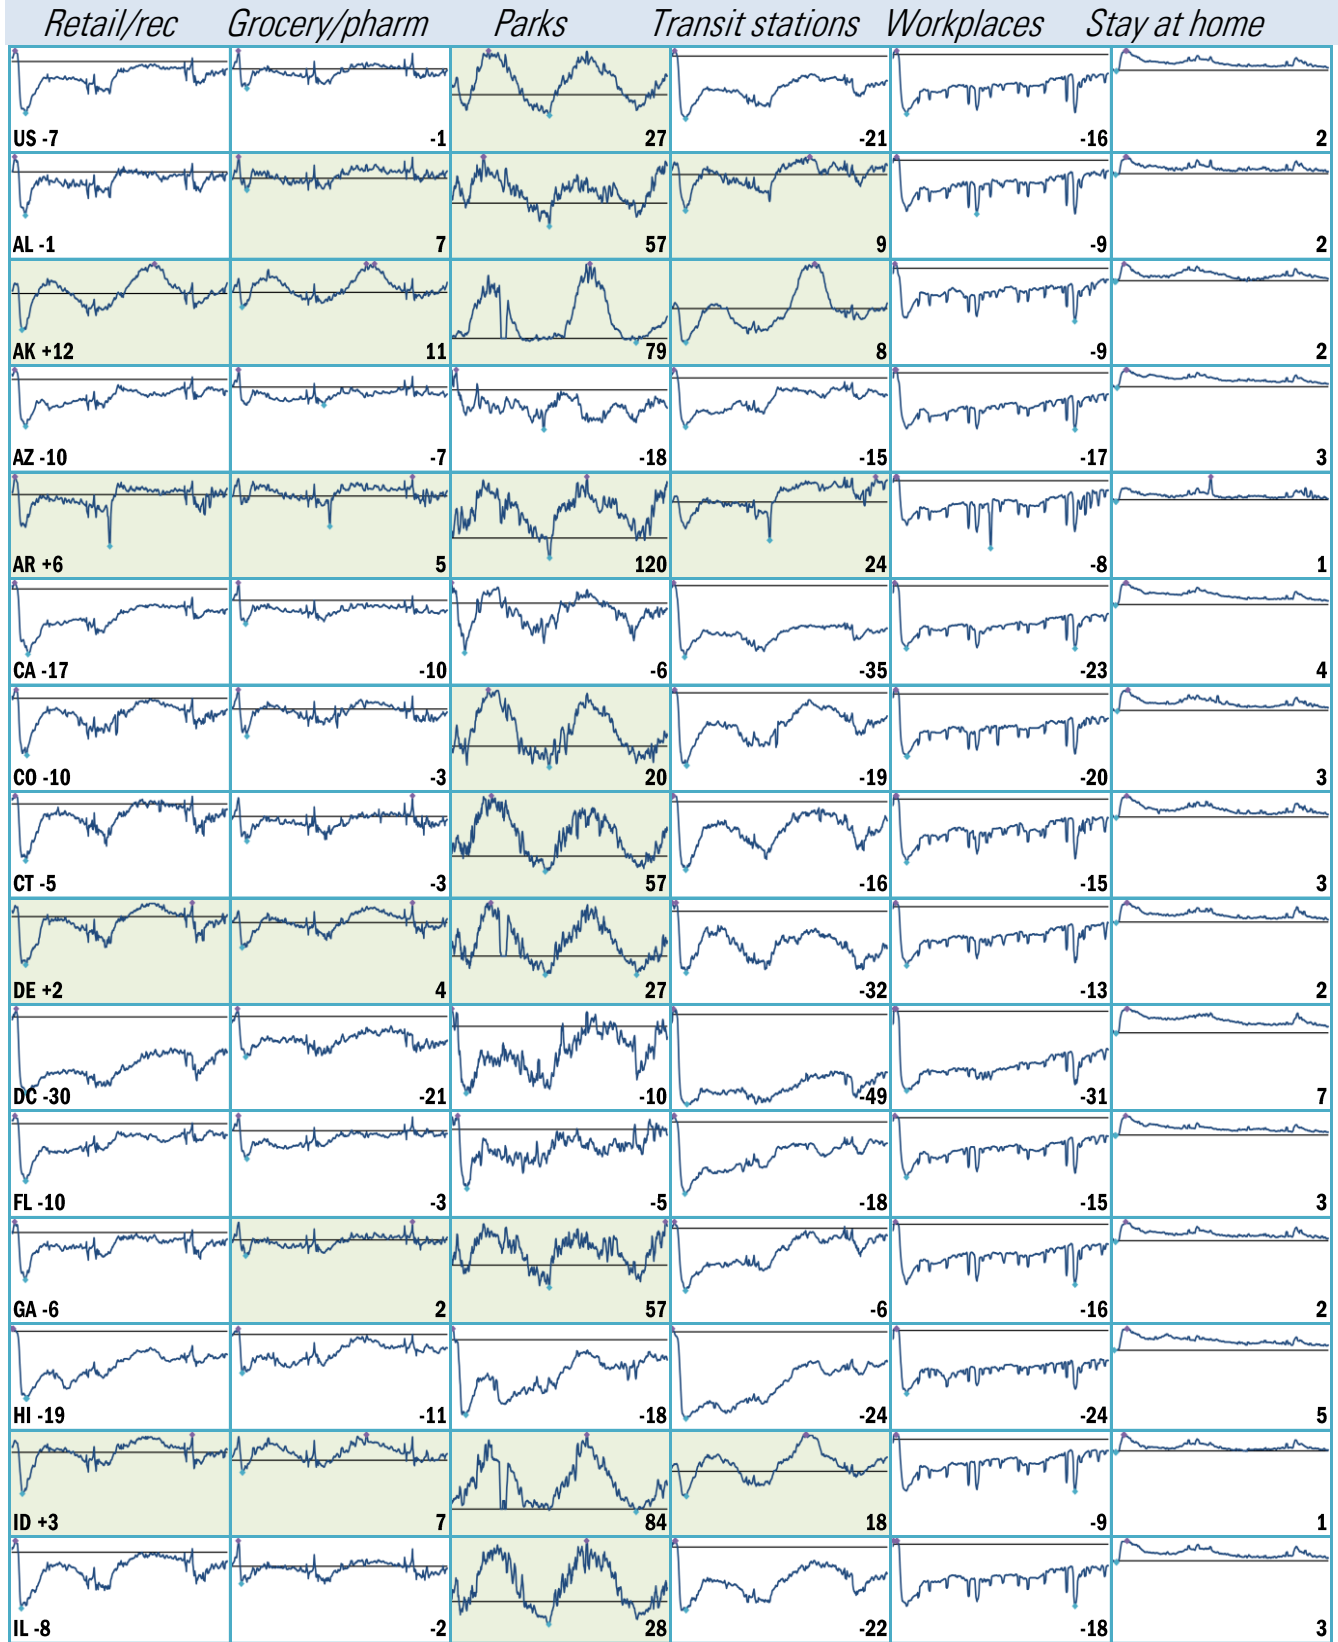 Retail/rec Grocery/pharm Parks Transit stations Workplaces Stay at home
US -7 -1 27 -21 -16 2
AL -1 7 57 9 -9 2
AK +12 11 79 8 -9 2
AZ -10 -7 -18 -15 -17 3
AR +6 5 120 24 -8 1
CA -17 -10 -6 -35 -23 4
CO -10 -3 20 -19 -20 3
CT -5 -3 57 -16 -15 3
DE +2 4 27 -32 -13 2
DC -30 -21 -10 -49 -31 7
FL -10 -3 -5 -18 -15 3
GA -6 2 57 -6 -16 2
HI -19 -11 -18 -24 -24 5
ID +3 7 84 18 -9 1
IL -8 -2 28 -22 -18 3